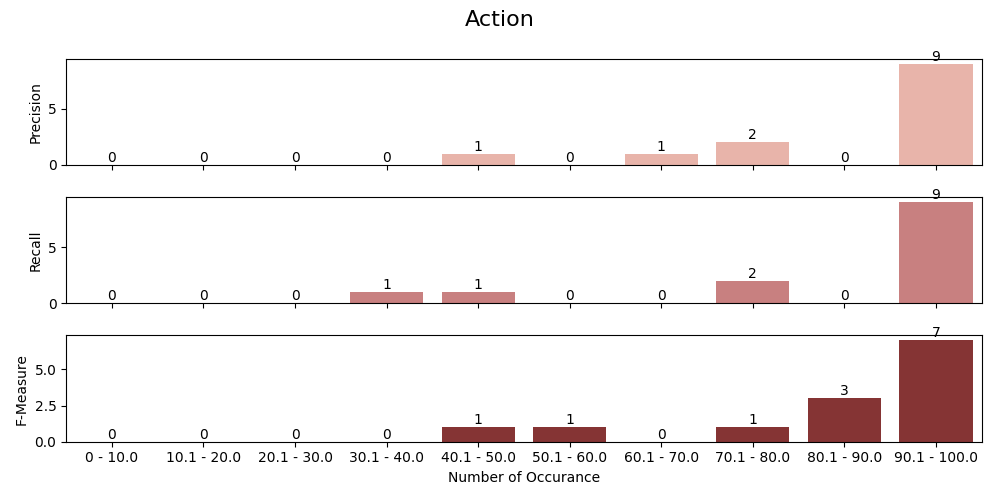 Action
Precision
5
0
0 0 0 0 1 0 1 2 0 9
Recall
5
0
0 0 0 1 1 0 0 2 0 9
F-Measure
5.0
2.5
0.0
0 0 0 0 1 1 0 1 3 7
0 - 10.0 10.1 - 20.0 20.1 - 30.0 30.1 - 40.0 40.1 - 50.0 50.1 - 60.0 60.1 - 70.0 70.1 - 80.0 80.1 - 90.0 90.1 - 100.0
Number of Occurance